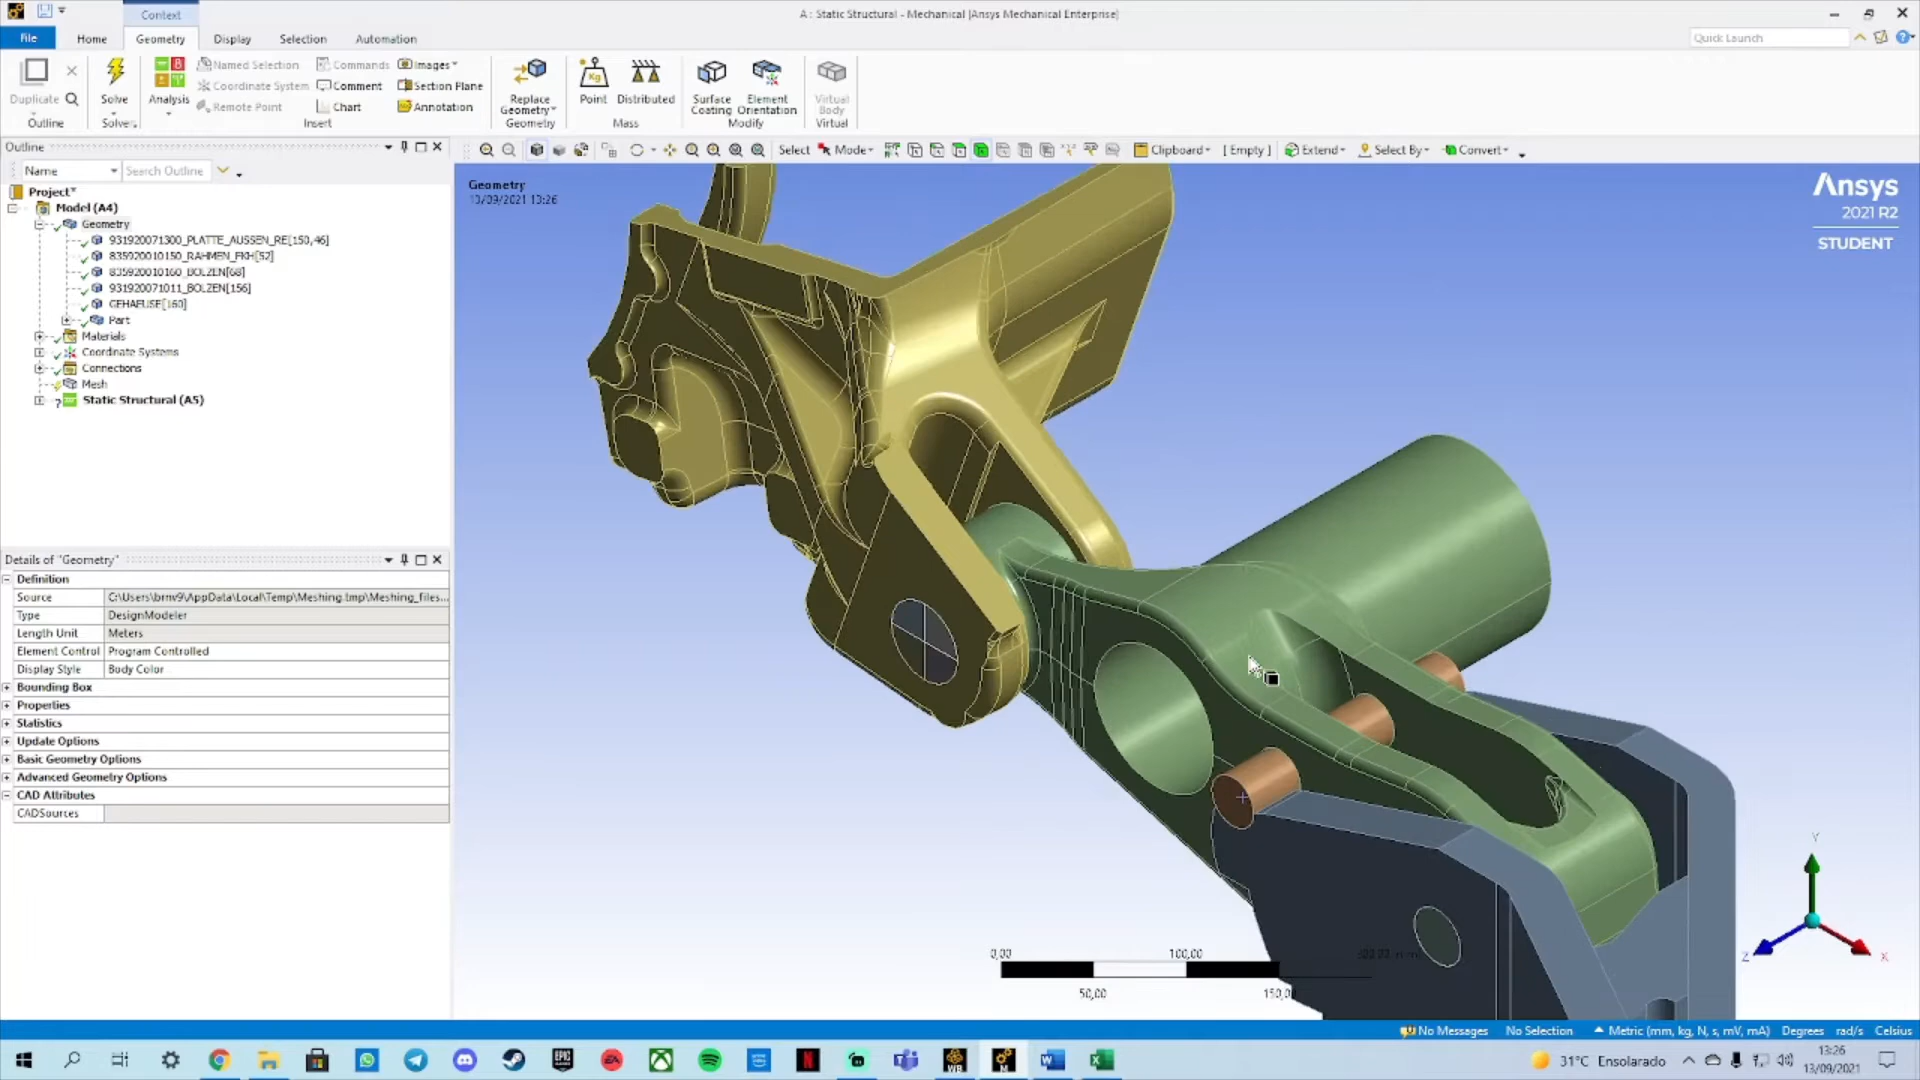 Context
A : Static Structural - Mechanical [Ansys Mechanical Enterprise]
File Home Geometry Display Selection Automation
Quick Launch
Duplicate
Outline
Solve
Solve
Analysis
Named Selection
Coordinate System
Remote Point
Commands
Comment
Chart
Images
Section Plane
Annotation
Insert
Replace
Geometry
Geometry
Point
Distributed
Mass
Surface
Coating
Element
Orientation
Modify
Virtual
Body
Virtual
Outline
Select Mode Clipboard [ Empty ] Extend Select By Convert
Name Search Outline
Project*
Model (A4)
Geometry
931920071300_PLATTE_AUSSEN_RE[150,46]
835920010150_RAHMEN_FKH[52]
835920010160_BOLZEN[68]
931920071011_BOLZEN[156]
GEHAEUSE[160]
Part
Materials
Coordinate Systems
Connections
Mesh
Static Structural (A5)
Geometry
13/09/2021 13:26
Ansys
2021 R2
STUDENT
Details of "Geometry"
Definition
Source C:\Users\brmv9\AppData\Local\Temp\Meshing.tmp\Meshing_files...
Type DesignModeler
Length Unit Meters
Element Control Program Controlled
Display Style Body Color
Bounding Box
Properties
Statistics
Update Options
Basic Geometry Options
Advanced Geometry Options
CAD Attributes
CADSources
Y
Z
X
0,00 100,00
50,00 150,0
No Messages No Selection Metric (mm, kg, N, s, mV, mA) Degrees rad/s Celsius
EPIC
EA
N
WB
M
31°C Ensolarado
13:26
13/09/2021